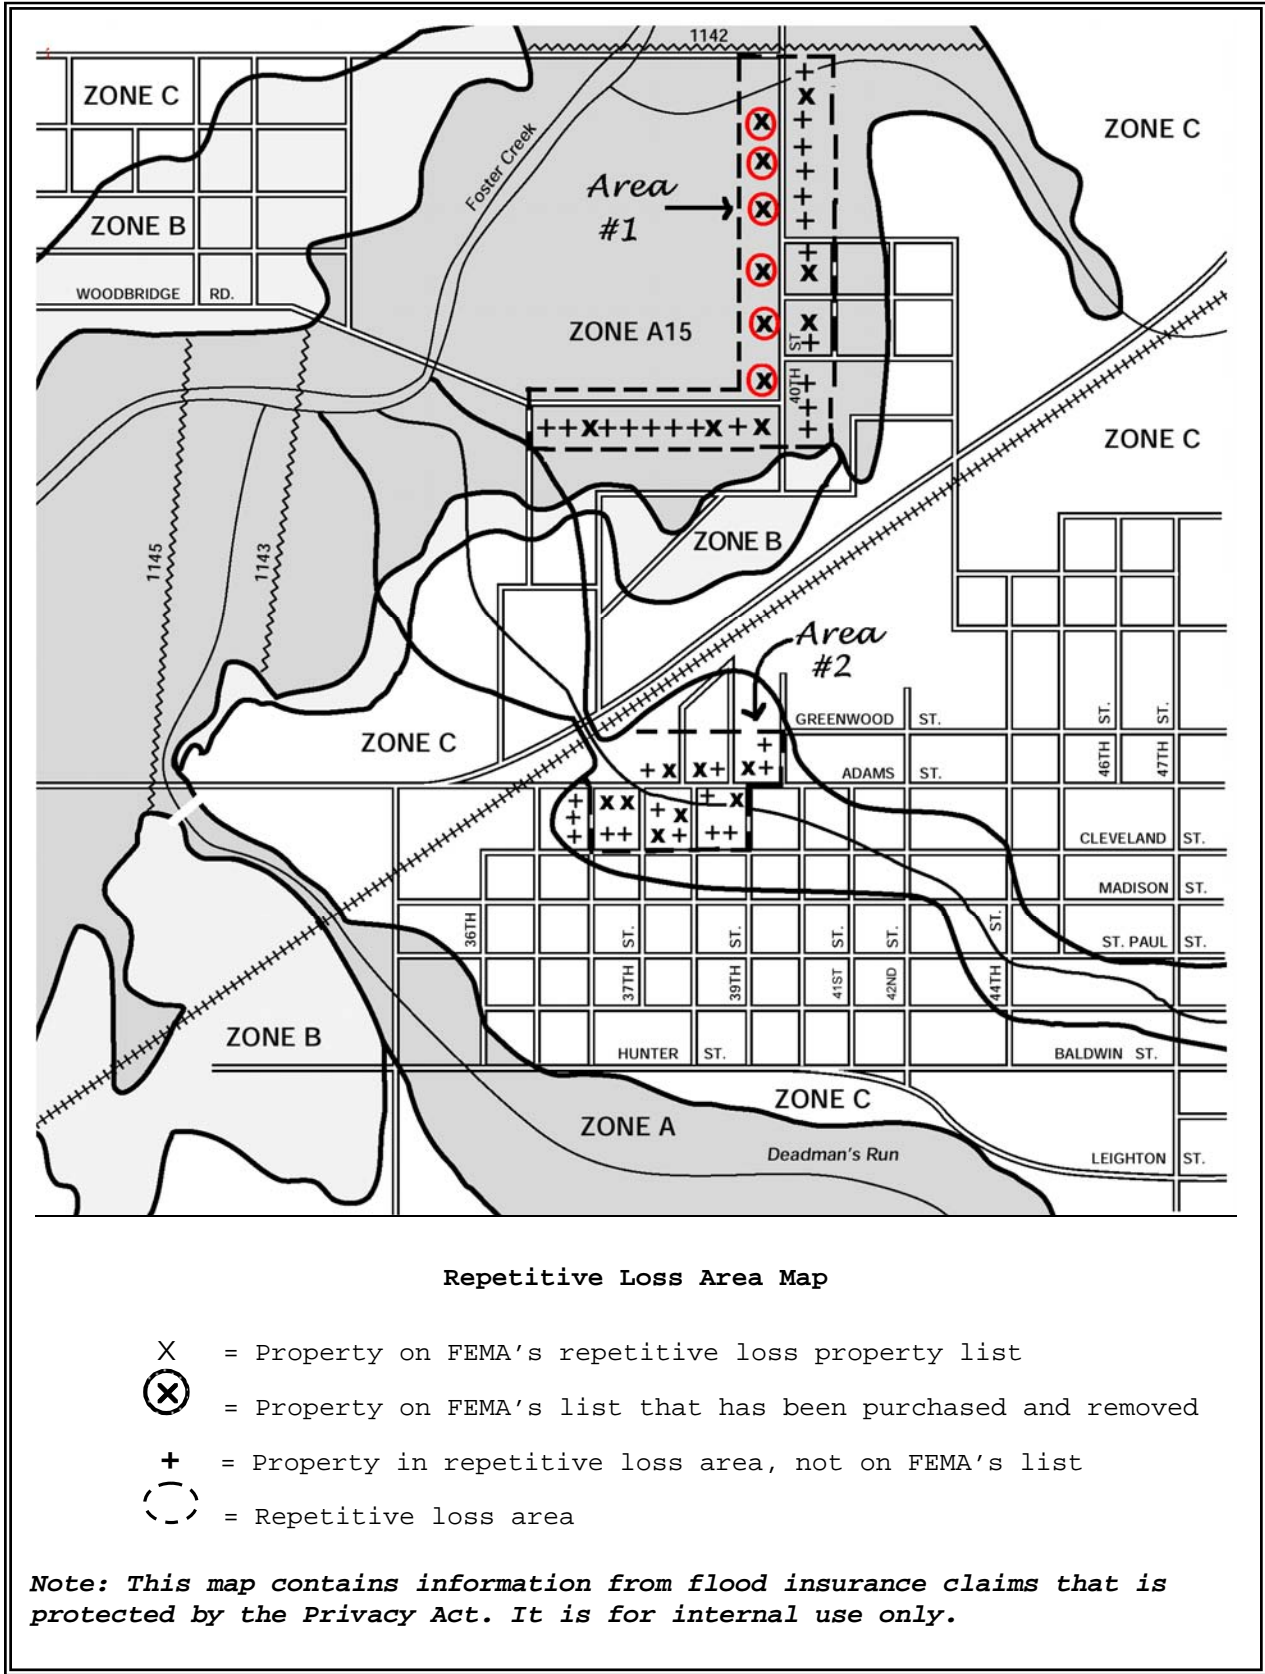 1142
ZONE C
ZONE C
Foster Creek
Area
#1
ZONE B
WOODBRIDGE RD.
ZONE A15
40TH ST
ZONE C
++X+++++X+X
ZONE B
1145
1143
Area
#2
GREENWOOD ST.
46TH ST.
47TH ST.
ZONE C
ADAMS ST.
CLEVELAND ST.
MADISON ST.
36TH
37TH ST.
39TH ST.
41ST ST.
42ND ST.
44TH ST.
ST. PAUL ST.
ZONE B
HUNTER ST.
BALDWIN ST.
ZONE C
ZONE A
Deadman's Run
LEIGHTON ST.
Repetitive Loss Area Map
X = Property on FEMA's repetitive loss property list
X = Property on FEMA's list that has been purchased and removed
+ = Property in repetitive loss area, not on FEMA's list
= Repetitive loss area
Note: This map contains information from flood insurance claims that is
protected by the Privacy Act. It is for internal use only.